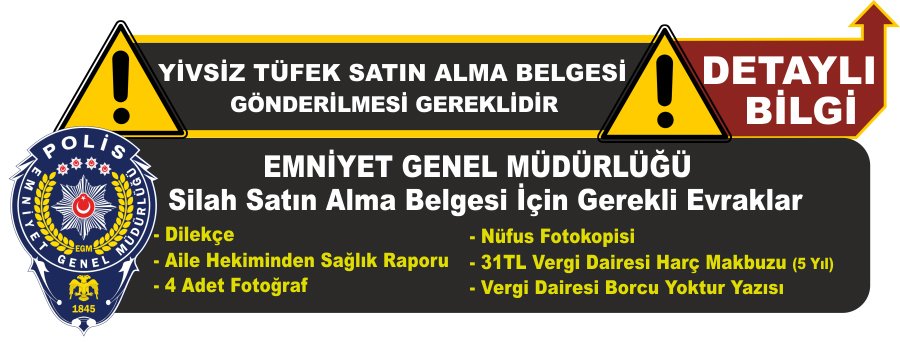 YİVSİZ TÜFEK SATIN ALMA BELGESİ
GÖNDERİLMESİ GEREKLİDİR
DETAYLI
BİLGİ
POLİS
EMNİYET GENEL MÜDÜRLÜĞÜ
EGM
1845
EMNİYET GENEL MÜDÜRLÜĞÜ
Silah Satın Alma Belgesi İçin Gerekli Evraklar
- Dilekçe
- Aile Hekiminden Sağlık Raporu
- 4 Adet Fotoğraf
- Nüfus Fotokopisi
- 31TL Vergi Dairesi Harç Makbuzu (5 Yıl)
- Vergi Dairesi Borcu Yoktur Yazısı